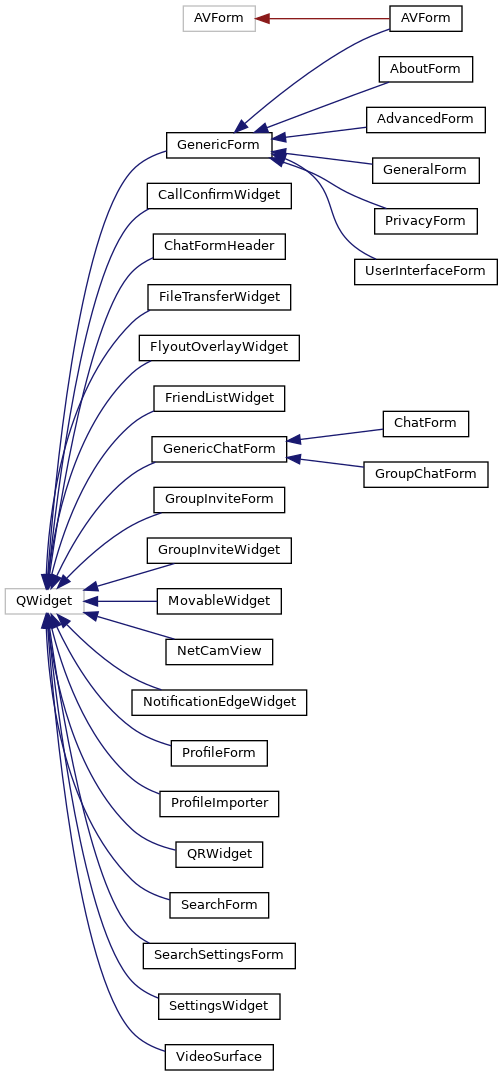 AVForm
AVForm
AboutForm
AdvancedForm
GenericForm
GeneralForm
CallConfirmWidget
PrivacyForm
ChatFormHeader
UserInterfaceForm
FileTransferWidget
FlyoutOverlayWidget
FriendListWidget
ChatForm
GenericChatForm
GroupChatForm
GroupInviteForm
GroupInviteWidget
QWidget
MovableWidget
NetCamView
NotificationEdgeWidget
ProfileForm
ProfileImporter
QRWidget
SearchForm
SearchSettingsForm
SettingsWidget
VideoSurface